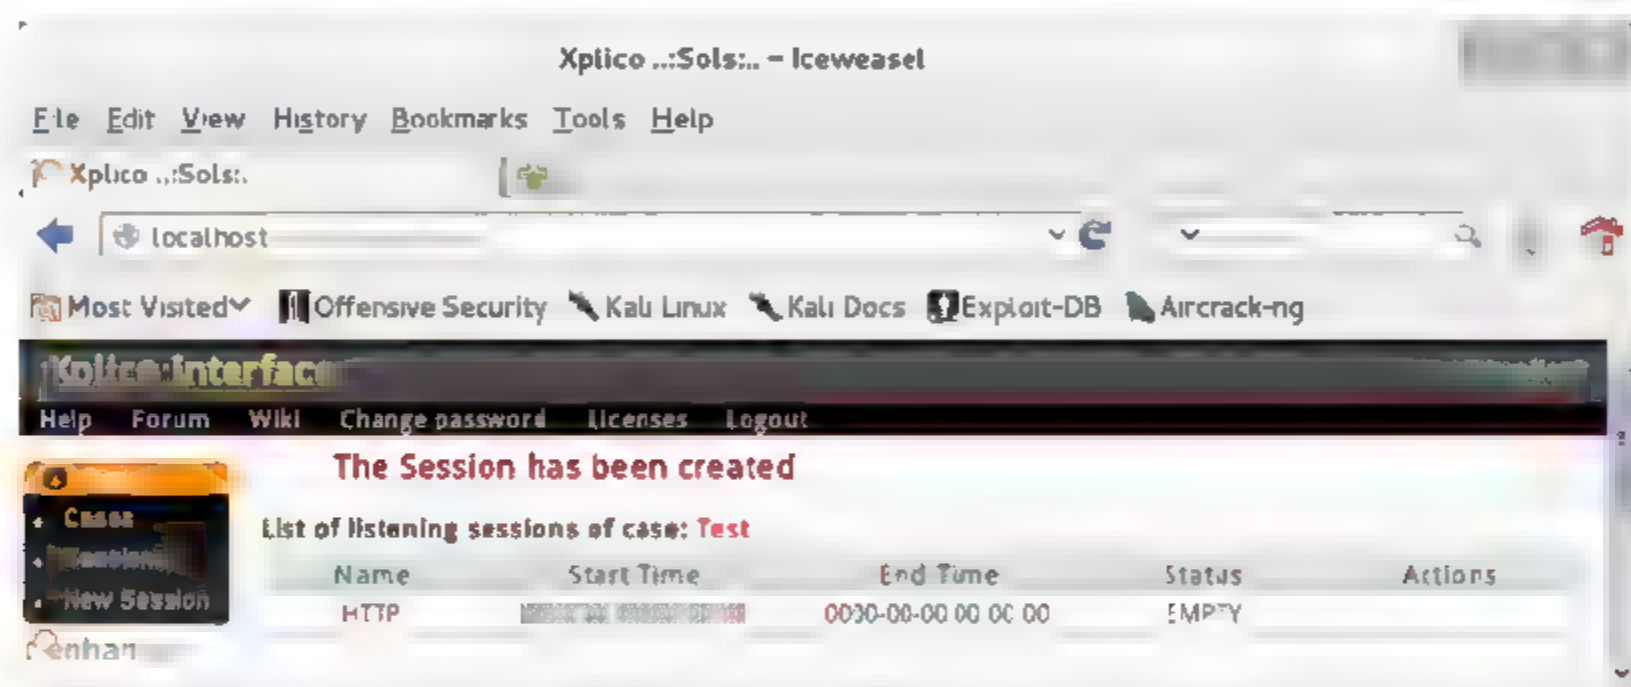 Xplico ..:Sols:.. – Iceweasel
File Edit View History Bookmarks Tools Help
Xplico ..:Sols:.
localhost
Most Visited Offensive Security Kali Linux Kali Docs Exploit-DB Aircrack-ng
Xplico Interface
Help Forum Wiki Change password Licenses Logout
The Session has been created
Cases
List of listening sessions of case: Test
Name Start Time End Time Status Actions
New Session
HTTP 0000-00-00 00:00:00 EMPTY